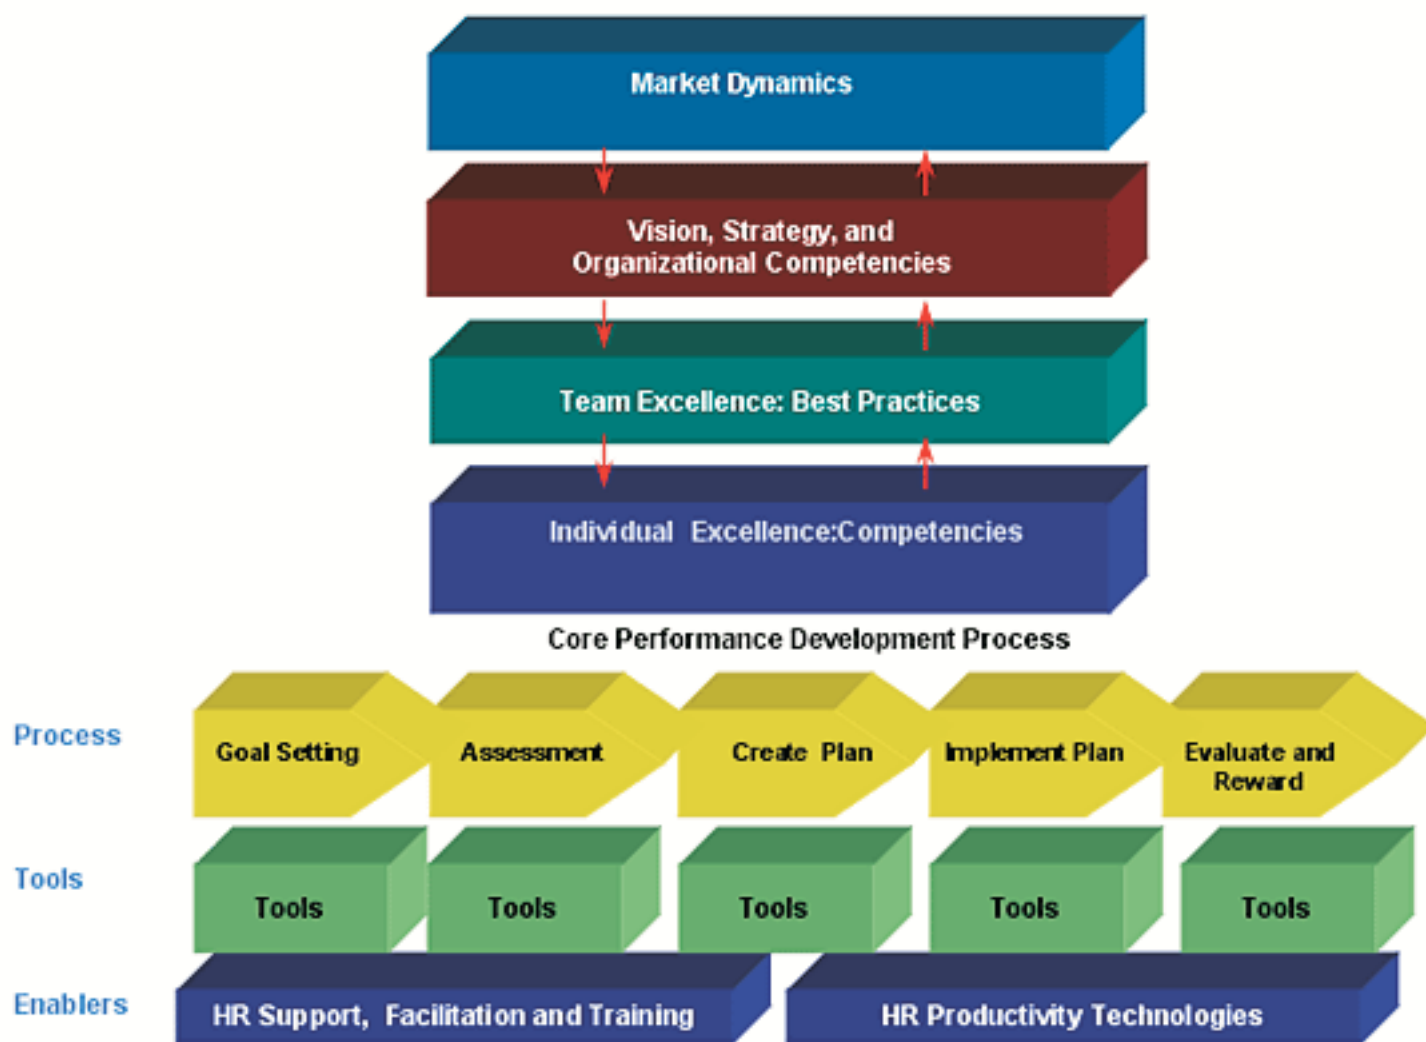 Market Dynamics
Vision, Strategy, and
Organizational Competencies
Team Excellence: Best Practices
Individual Excellence:Competencies
Core Performance Development Process
Process
Goal Setting
Assessment
Create Plan
Implement Plan
Evaluate and
Reward
Tools
Tools
Tools
Tools
Tools
Tools
Enablers
HR Support, Facilitation and Training
HR Productivity Technologies